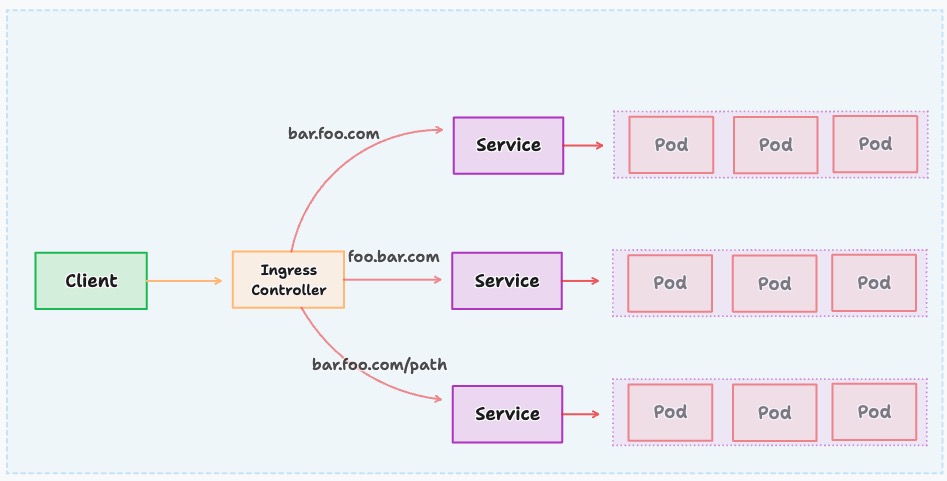 bar.foo.com
Service
Pod
Pod
Pod
Client
Ingress
Controller
foo.bar.com
Service
Pod
Pod
Pod
bar.foo.com/path
Service
Pod
Pod
Pod